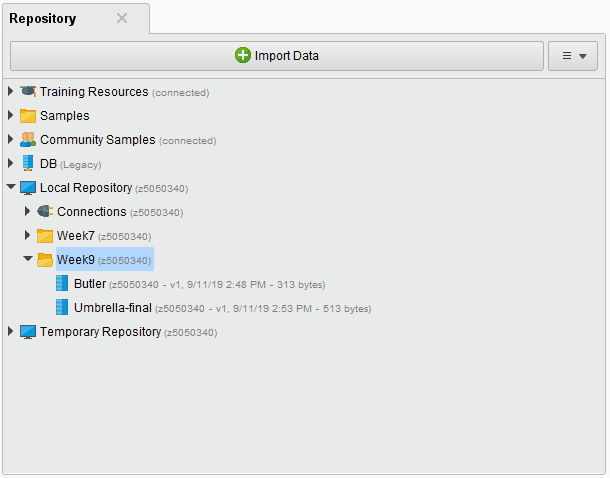 Repository
Import Data
Training Resources (connected)
Samples
Community Samples (connected)
DB (Legacy)
Local Repository (z5050340)
Connections (z5050340)
Week7 (z5050340)
Week9 (z5050340)
Butler (z5050340 - v1, 9/11/19 2:48 PM - 313 bytes)
Umbrella-final (z5050340 - v1, 9/11/19 2:53 PM - 513 bytes)
Temporary Repository (z5050340)